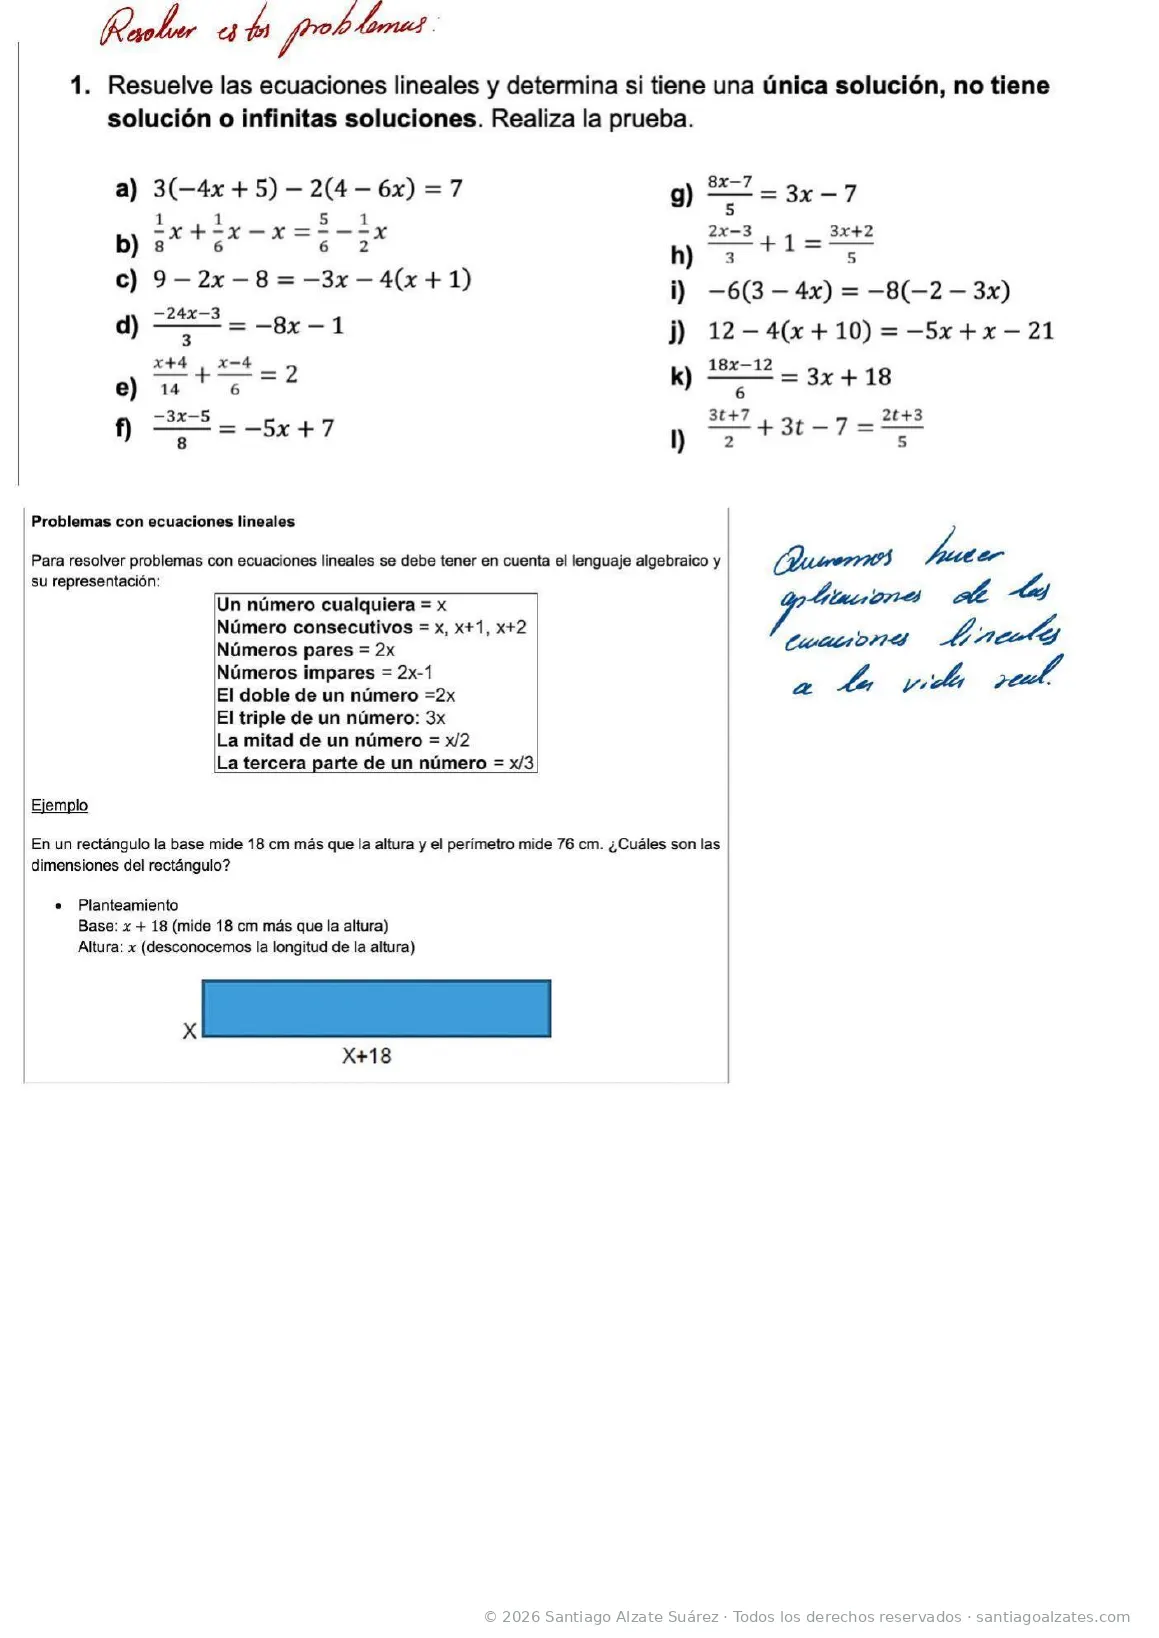 Resolver estos problemas:
1. Resuelve las ecuaciones lineales y determina si tiene una única solución, no tiene
solución o infinitas soluciones. Realiza la prueba.
a) 3(−4x + 5) − 2(4 − 6x) = 7
b) 1/8 x + 1/6 x − x = 5/6 − 1/2 x
c) 9 − 2x − 8 = −3x − 4(x + 1)
d) (−24x−3)/3 = −8x − 1
e) (x+4)/14 + (x−4)/6 = 2
f) (−3x−5)/8 = −5x + 7
g) (8x−7)/5 = 3x − 7
h) (2x−3)/3 + 1 = (3x+2)/5
i) −6(3 − 4x) = −8(−2 − 3x)
j) 12 − 4(x + 10) = −5x + x − 21
k) (18x−12)/6 = 3x + 18
l) (3t+7)/2 + 3t − 7 = (2t+3)/5
Problemas con ecuaciones lineales
Para resolver problemas con ecuaciones lineales se debe tener en cuenta el lenguaje algebraico y
su representación:
Un número cualquiera = x
Número consecutivos = x, x+1, x+2
Números pares = 2x
Números impares = 2x-1
El doble de un número =2x
El triple de un número: 3x
La mitad de un número = x/2
La tercera parte de un número = x/3
Ejemplo
En un rectángulo la base mide 18 cm más que la altura y el perímetro mide 76 cm. ¿Cuáles son las
dimensiones del rectángulo?
• Planteamiento
Base: x + 18 (mide 18 cm más que la altura)
Altura: x (desconocemos la longitud de la altura)
X
X+18
Queremos hacer
aplicaciones de las
ecuaciones lineales
a la vida real.
© 2026 Santiago Alzate Suárez · Todos los derechos reservados · santiagoalzates.com